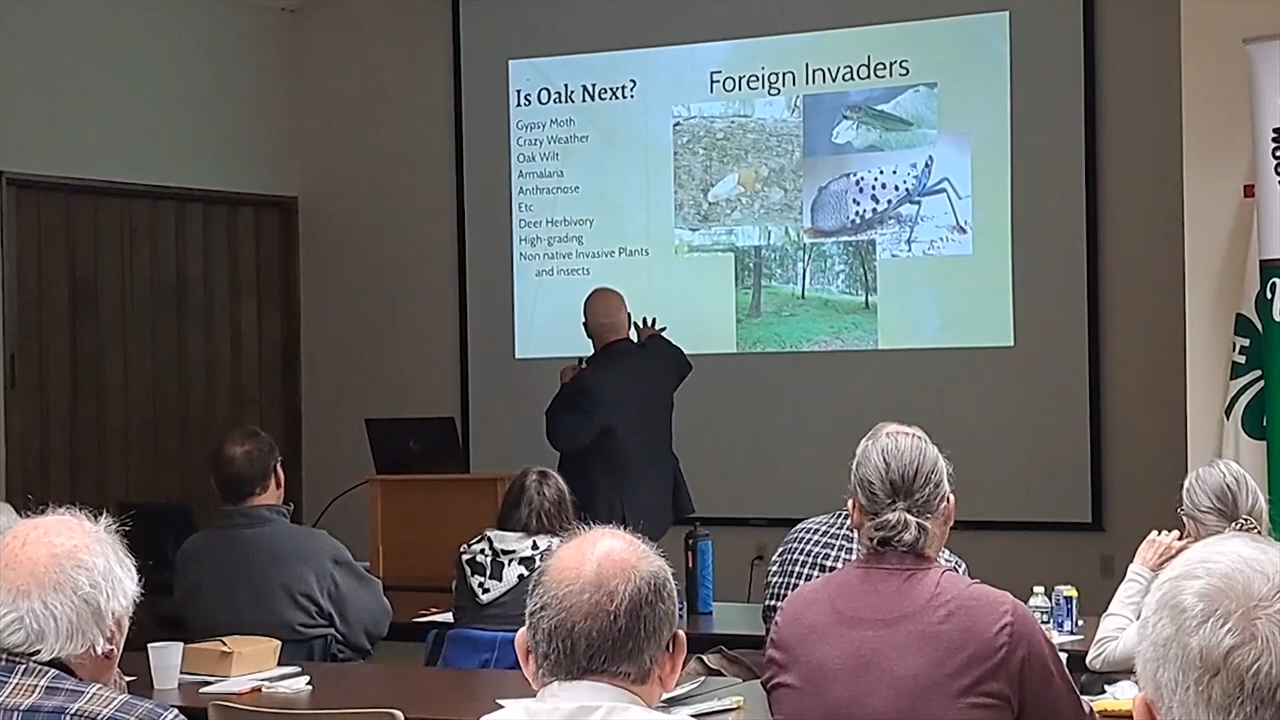 Is Oak Next?
Gypsy Moth
Crazy Weather
Oak Wilt
Armalaria
Anthracnose
Etc
Deer Herbivory
High-grading
Non native Invasive Plants
and insects
Foreign Invaders
H